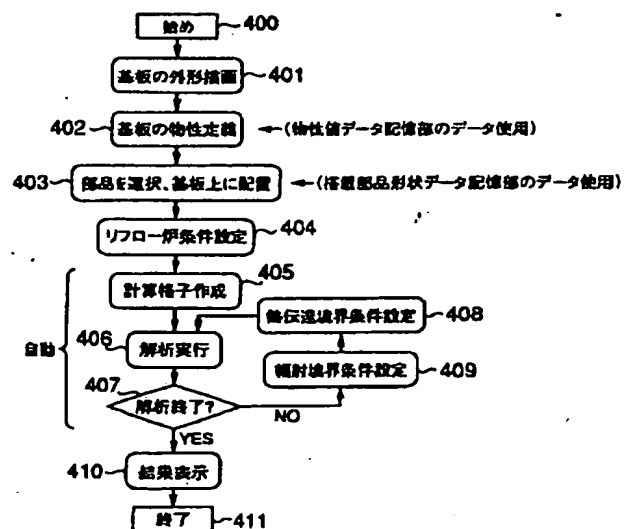 始め 400
基板の外形描画 401
402 基板の物性定義 (物性値データ記憶部のデータ使用)
403 部品を選択、基板上に配置 (搭載部品形状データ記憶部のデータ使用)
リフロー炉条件設定 404
計算格子作成 405
熱伝達境界条件設定 408
自動
406 解析実行
輻射境界条件設定 409
407 解析終了?
NO
YES
410 結果表示
終了 411